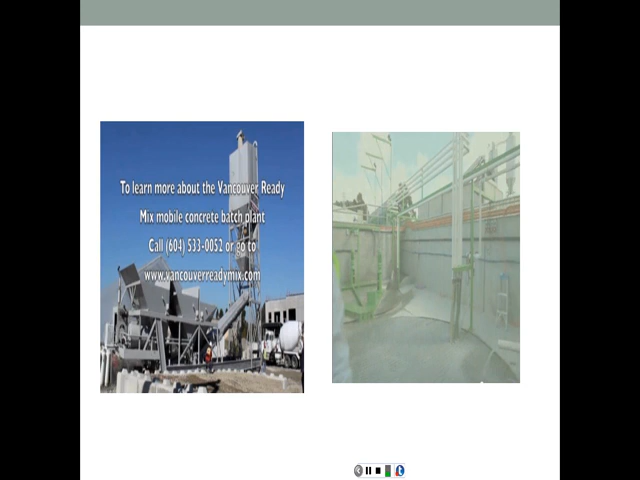 To learn more about the Vancouver Ready
Mix mobile concrete batch plant
Call (604) 533-0052 or go to
www.vancouverreadymix.com